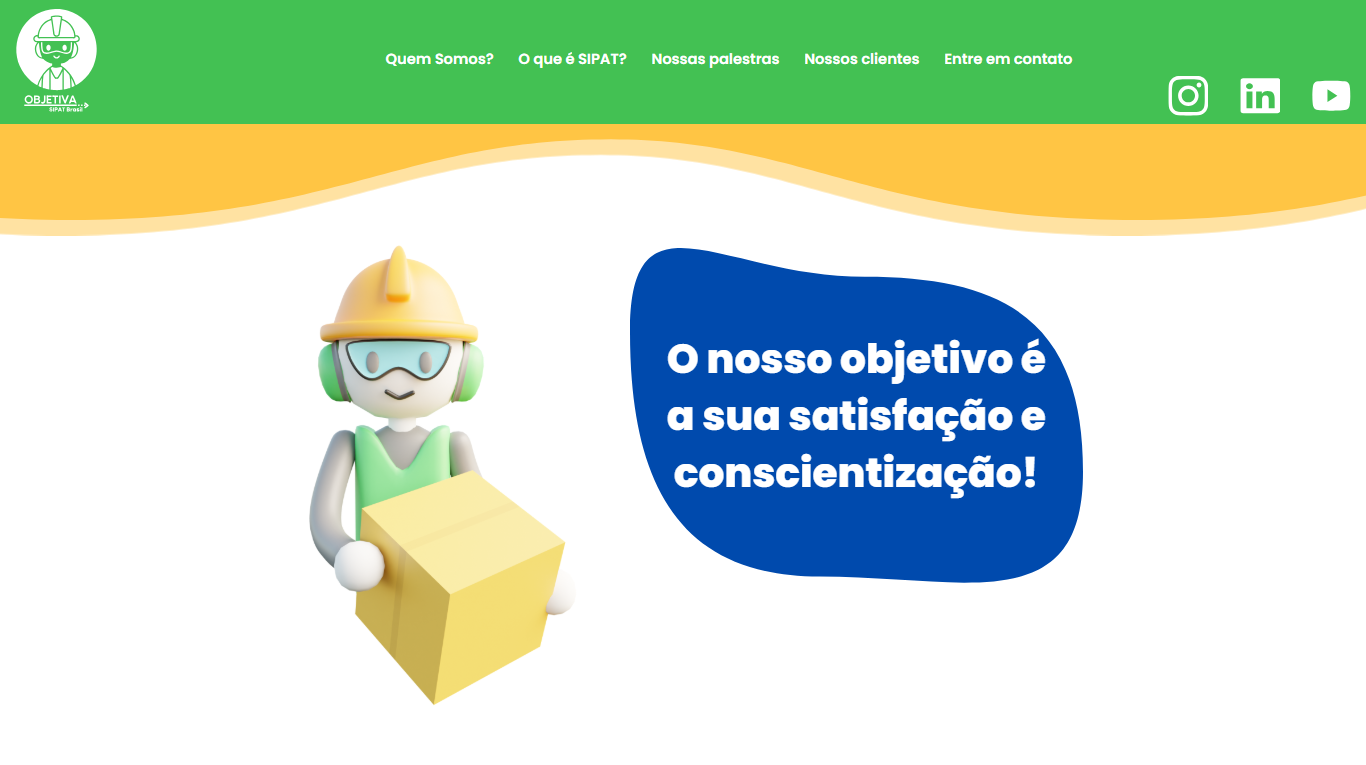 OBJETIVA
SIPAT Brasil
Quem Somos?
O que é SIPAT?
Nossas palestras
Nossos clientes
Entre em contato
in
O nosso objetivo é
a sua satisfação e
conscientização!